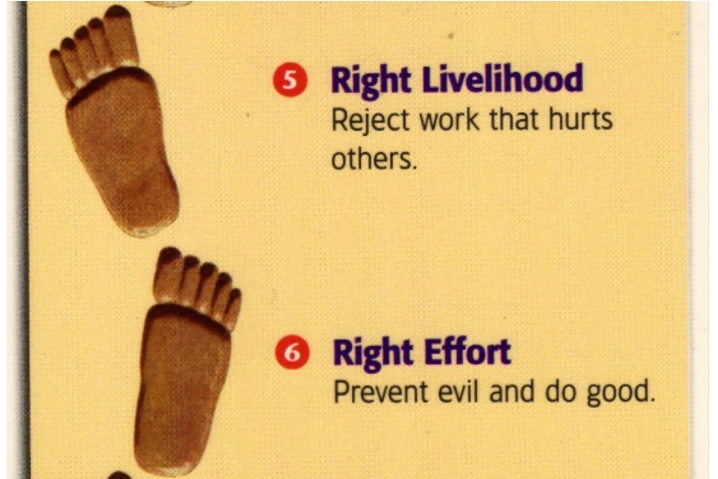 5 Right Livelihood
Reject work that hurts
others.
6 Right Effort
Prevent evil and do good.